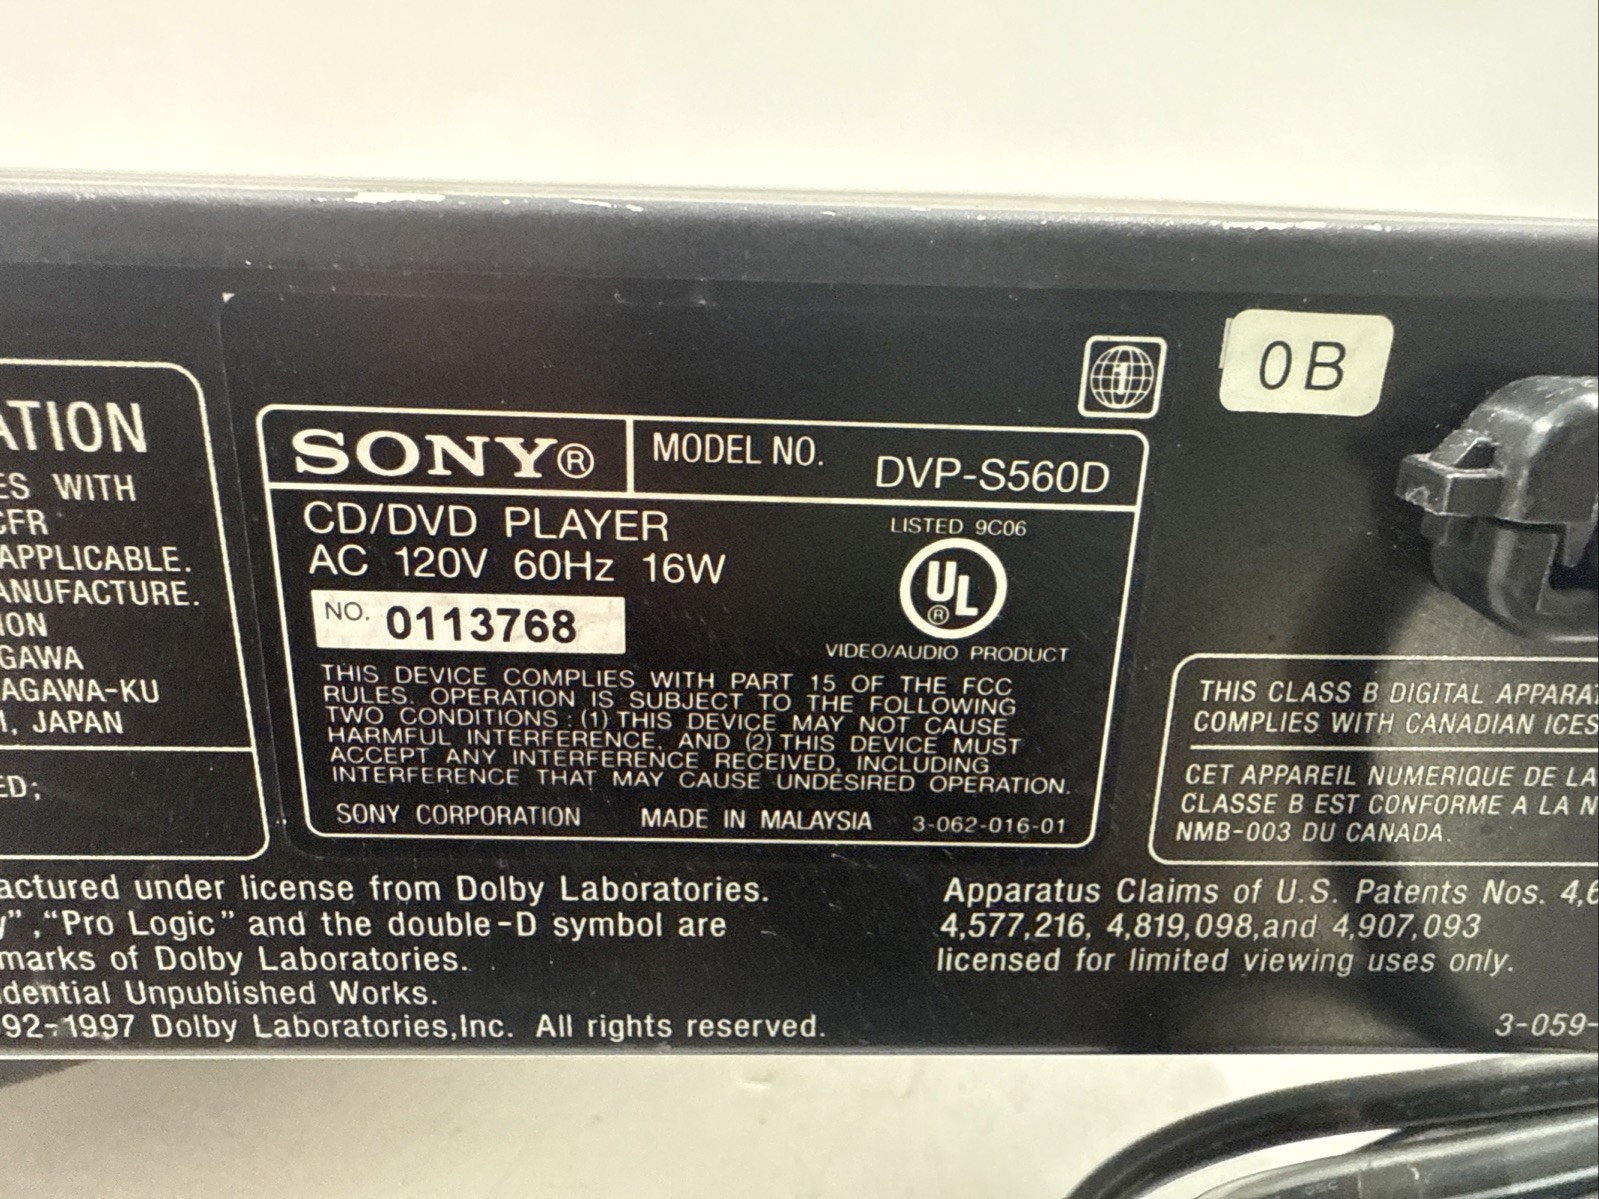 ATION
ES WITH
CFR
APPLICABLE.
ANUFACTURE.
ION
GAWA
AGAWA-KU
I, JAPAN
ED;
1
0B
SONY®
MODEL NO. DVP-S560D
CD/DVD PLAYER
AC 120V 60Hz 16W
NO. 0113768
LISTED 9C06
UL®
VIDEO/AUDIO PRODUCT
THIS DEVICE COMPLIES WITH PART 15 OF THE FCC
RULES. OPERATION IS SUBJECT TO THE FOLLOWING
TWO CONDITIONS : (1) THIS DEVICE MAY NOT CAUSE
HARMFUL INTERFERENCE, AND (2) THIS DEVICE MUST
ACCEPT ANY INTERFERENCE RECEIVED, INCLUDING
INTERFERENCE THAT MAY CAUSE UNDESIRED OPERATION.
SONY CORPORATION MADE IN MALAYSIA 3-062-016-01
THIS CLASS B DIGITAL APPARA
COMPLIES WITH CANADIAN ICES
CET APPAREIL NUMERIQUE DE LA
CLASSE B EST CONFORME A LA N
NMB-003 DU CANADA.
actured under license from Dolby Laboratories.
y","Pro Logic" and the double-D symbol are
marks of Dolby Laboratories.
dential Unpublished Works.
92-1997 Dolby Laboratories,Inc. All rights reserved.
Apparatus Claims of U.S. Patents Nos. 4,6
4,577,216, 4,819,098,and 4,907,093
licensed for limited viewing uses only.
3-059-